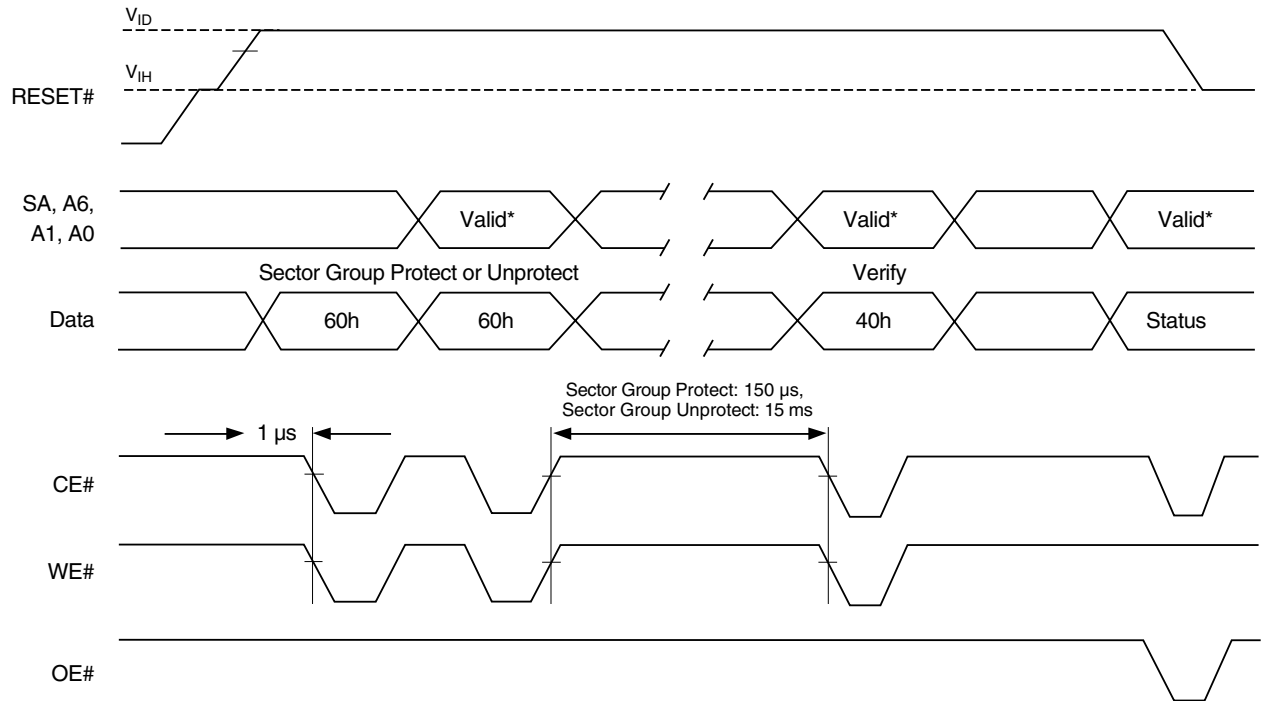 VID
VIH
RESET#
SA, A6,
A1, A0
Valid*
Valid*
Valid*
Sector Group Protect or Unprotect
Verify
Data
60h
60h
40h
Status
Sector Group Protect: 150 µs,
Sector Group Unprotect: 15 ms
1 µs
CE#
WE#
OE#